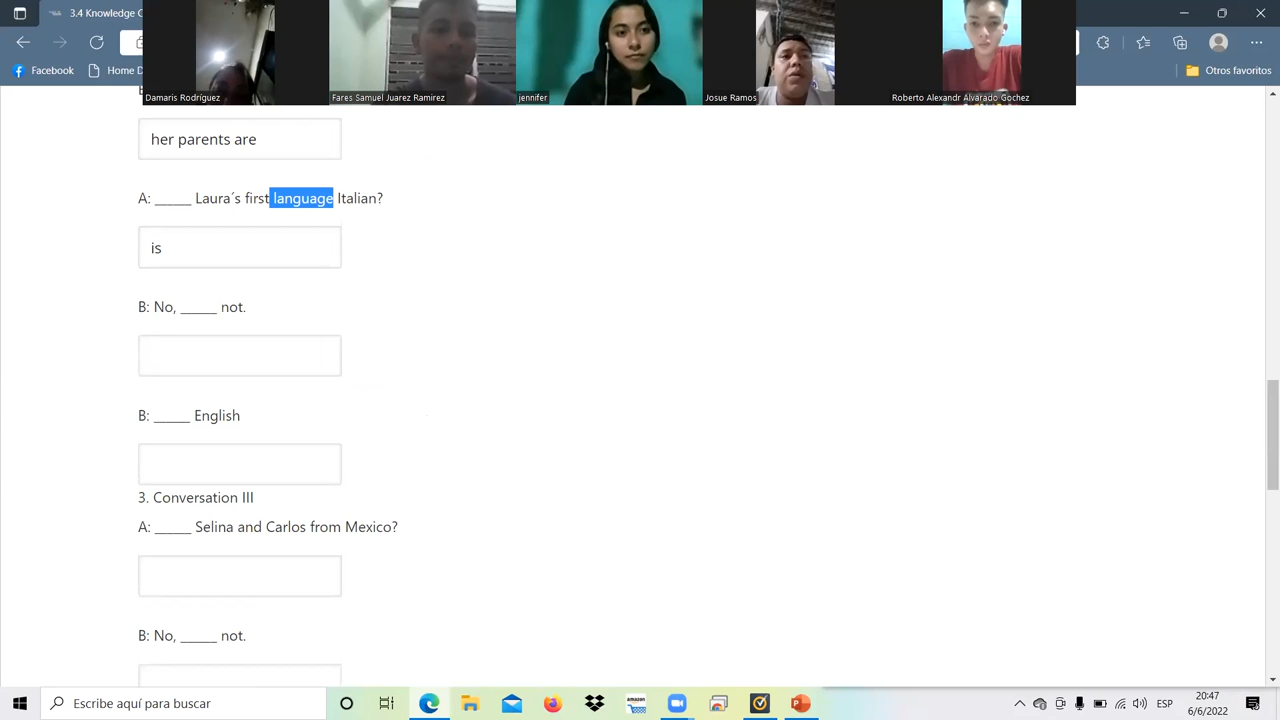 3.4 Knowledge C
Facebook
Home D
Otros favoritos
Damaris Rodríguez
Fares Samuel Juarez Ramirez
jennifer
Josue Ramos
Roberto Alexandr Alvarado Gochez
her parents are
A: _____ Laura´s first language Italian?
is
B: No, _____ not.
B: _____ English
3. Conversation III
A: _____ Selina and Carlos from Mexico?
B: No, _____ not.
Escribe aquí para buscar
amazon
ESP
20:47
6/6/2022